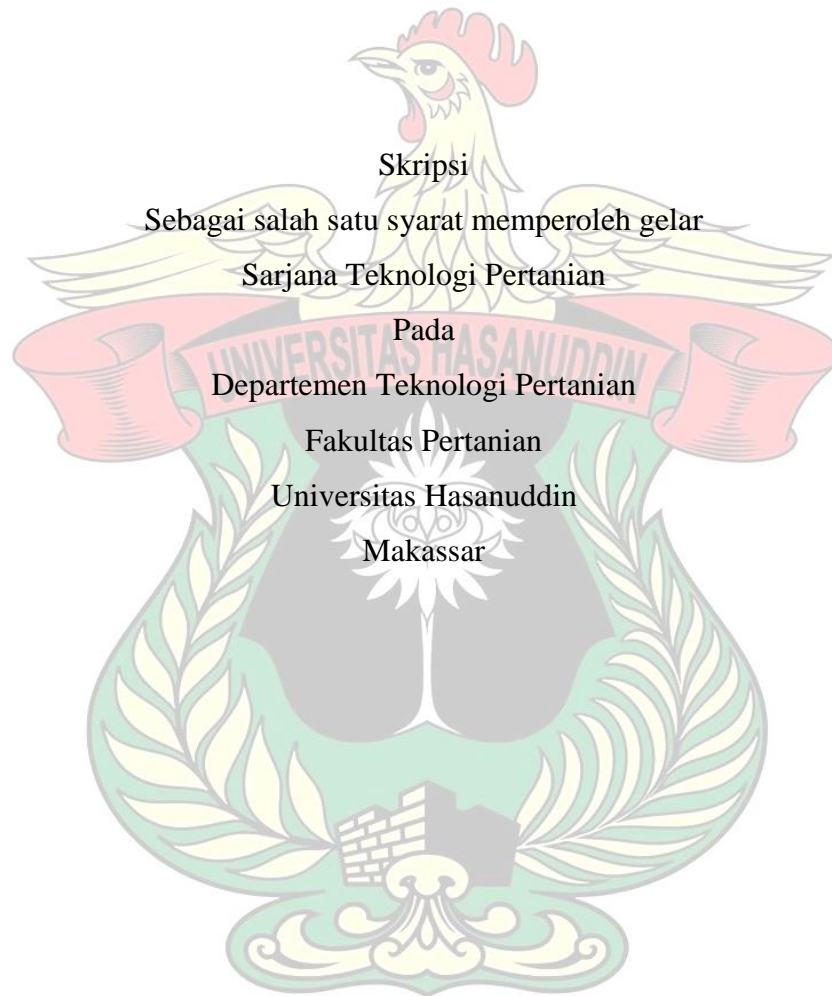 Skripsi
Sebagai salah satu syarat memperoleh gelar
Sarjana Teknologi Pertanian
Pada
UNIVERSITAS HASANUDDIN
Departemen Teknologi Pertanian
Fakultas Pertanian
Universitas Hasanuddin
Makassar